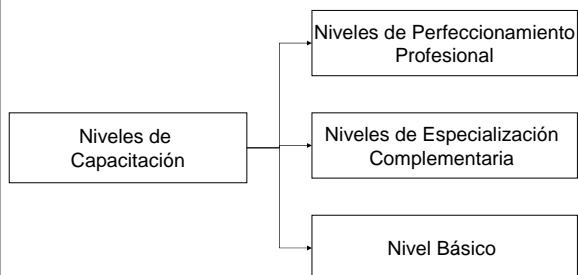 Niveles de Perfeccionamiento
Profesional
Niveles de
Capacitación
Niveles de Especialización
Complementaria
Nivel Básico